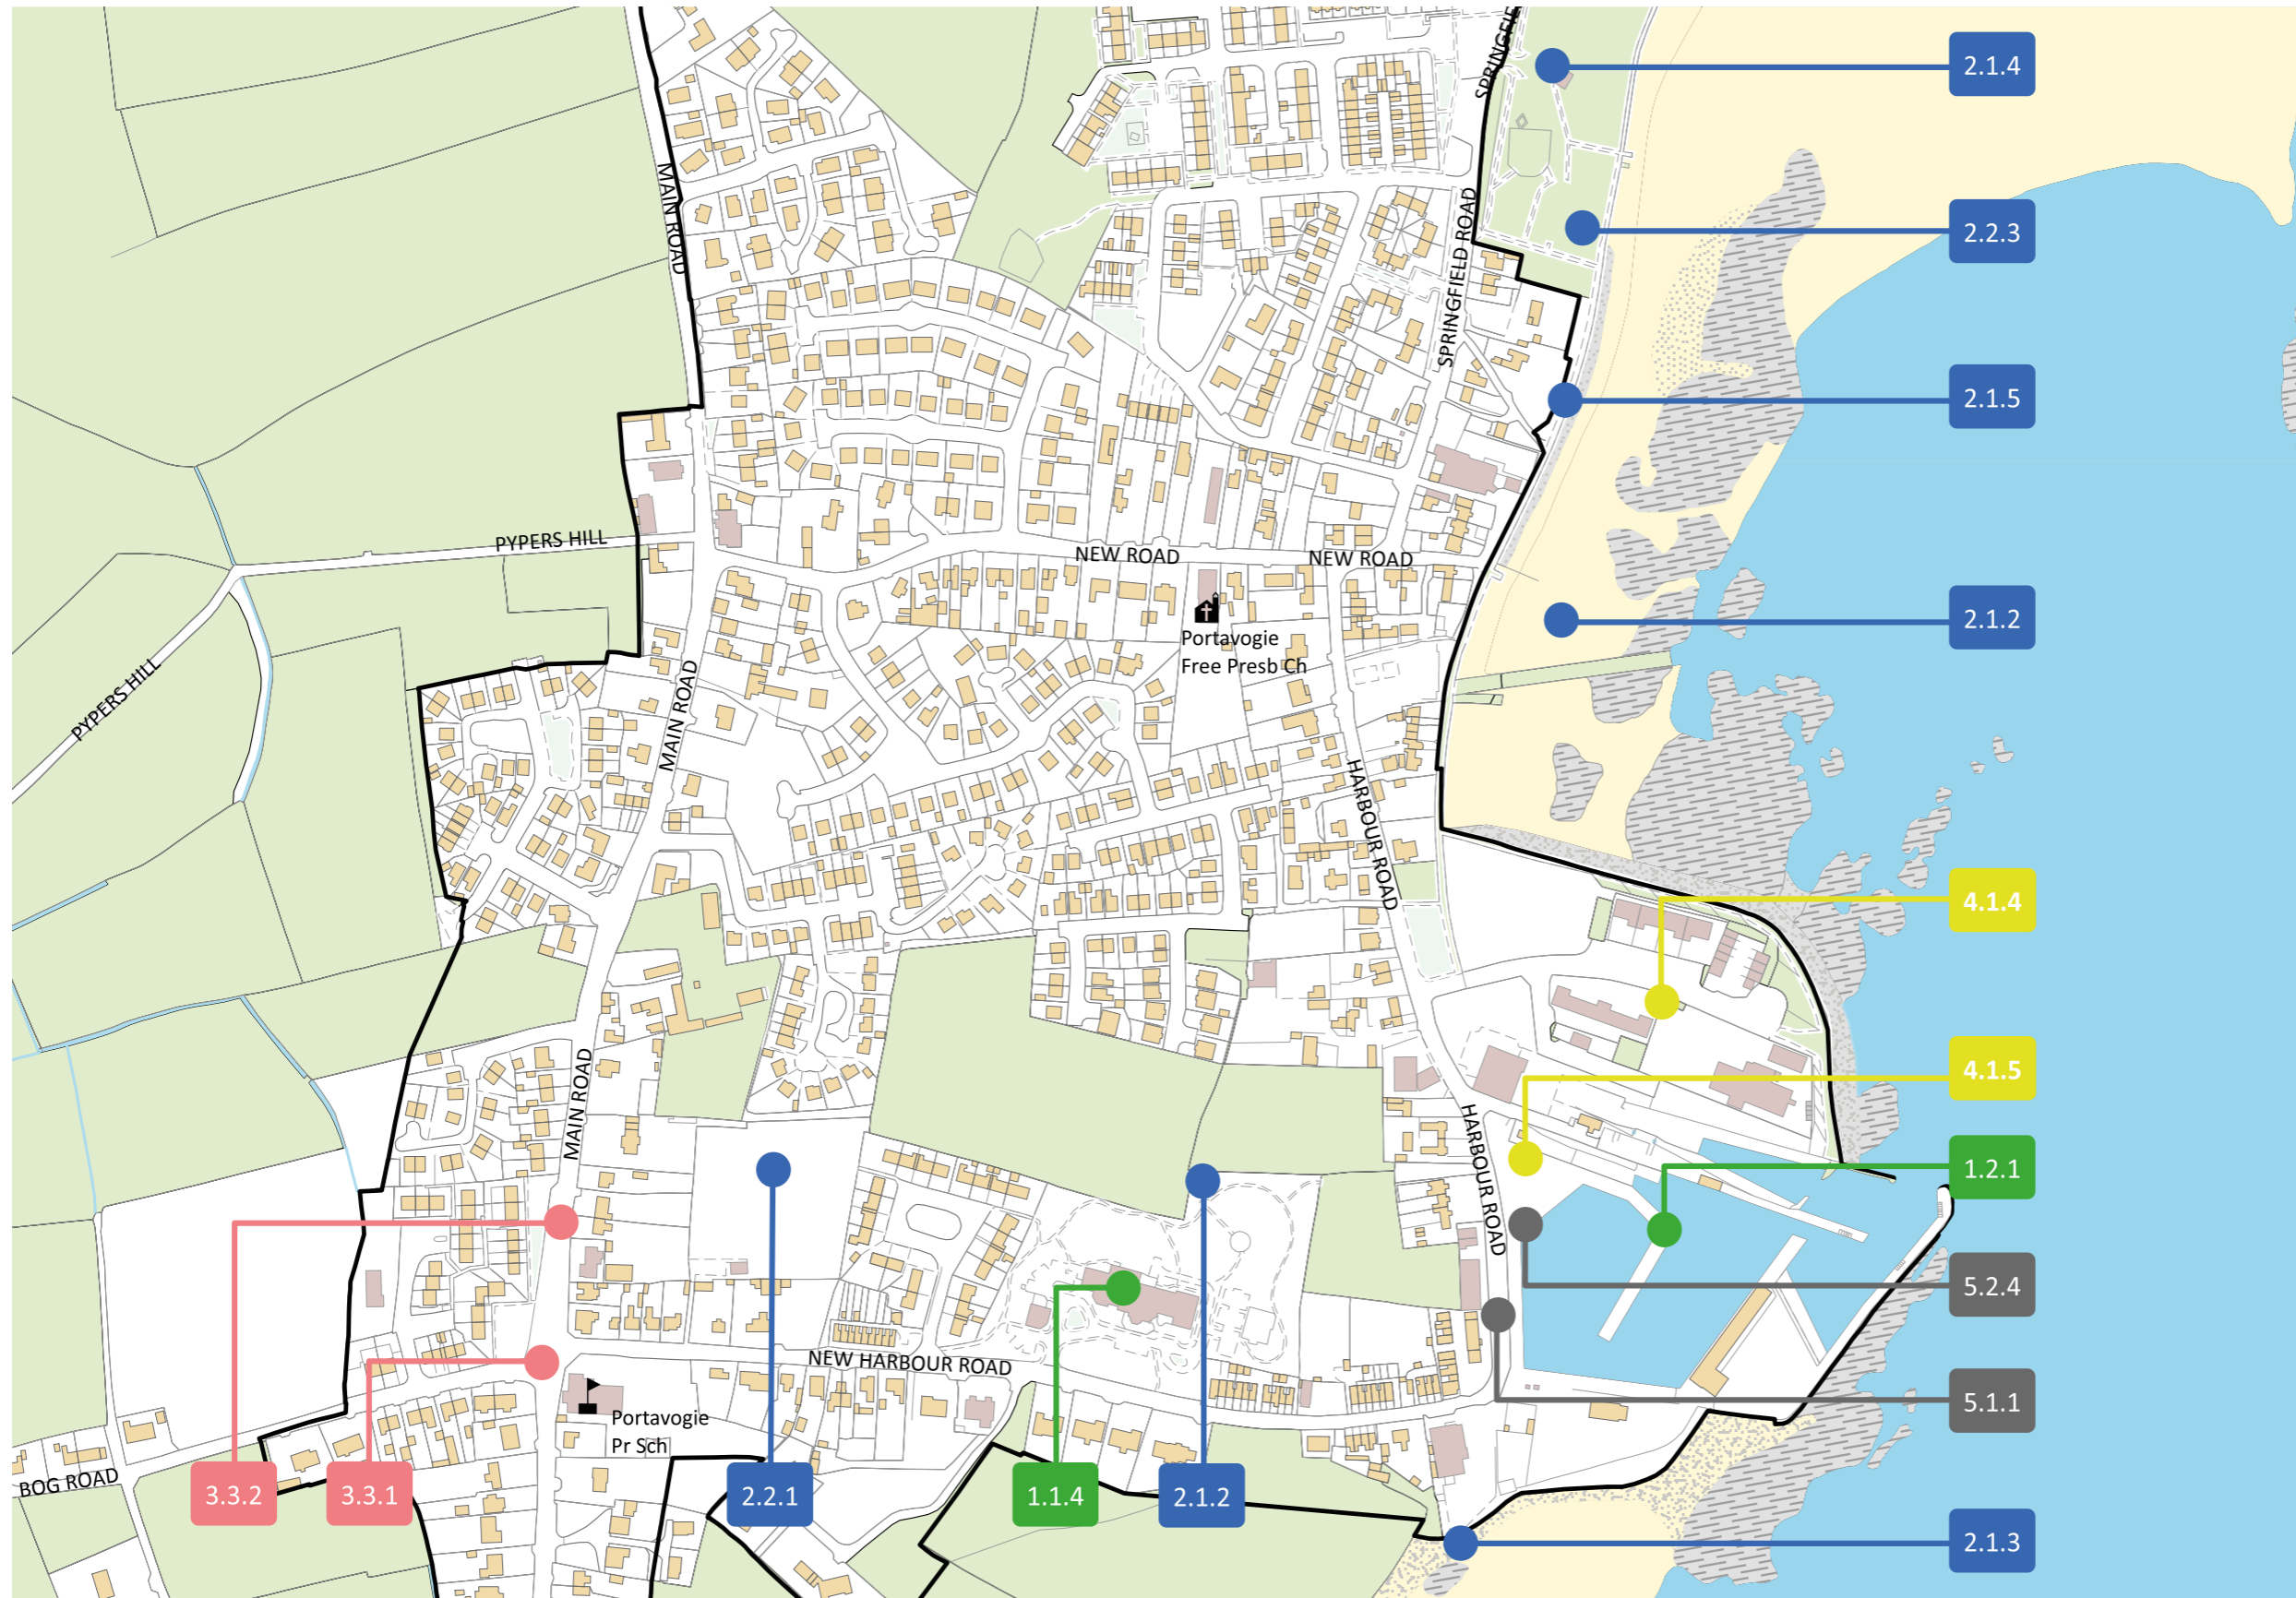 SPRINGFIE
2.1.4
MAIN ROAD
SPRINGFIELD ROAD
2.2.3
SPRINGFIELD ROAD
2.1.5
PYPERS HILL
NEW ROAD
NEW ROAD
2.1.2
Portavogie
Free Presb Ch
PYPERS HILL
MAIN ROAD
HARBOUR ROAD
4.1.4
4.1.5
MAIN ROAD
HARBOUR ROAD
1.2.1
5.2.4
NEW HARBOUR ROAD
5.1.1
Portavogie
Pr Sch
BOG ROAD
3.3.2
3.3.1
2.2.1
1.1.4
2.1.2
2.1.3